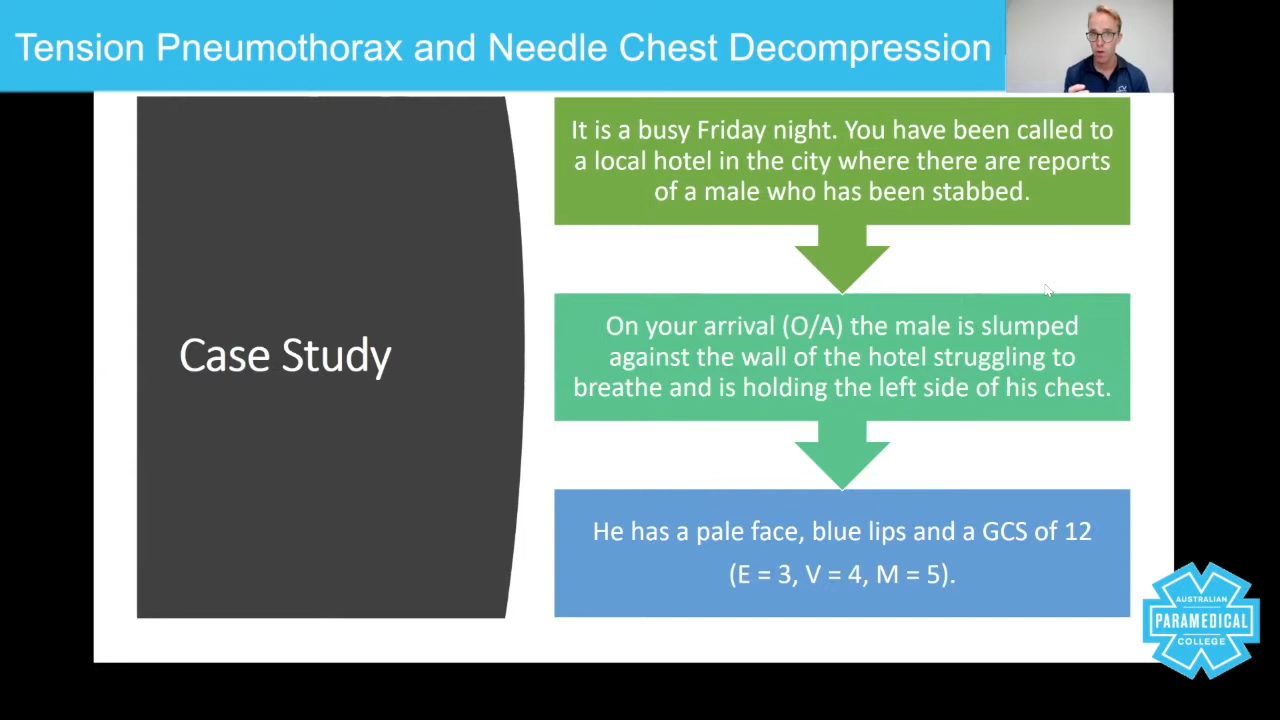 Tension Pneumothorax and Needle Chest Decompression
It is a busy Friday night. You have been called to
a local hotel in the city where there are reports
of a male who has been stabbed.
Case Study
On your arrival (O/A) the male is slumped
against the wall of the hotel struggling to
breathe and is holding the left side of his chest.
He has a pale face, blue lips and a GCS of 12
(E = 3, V = 4, M = 5).
AUSTRALIAN
PARAMEDICAL
COLLEGE